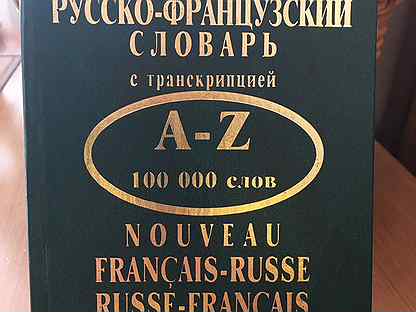 РУССКО-ФРАНЦУЗСКИЙ
СЛОВАРЬ
с транскрипцией
A-Z
100 000 слов
NOUVEAU
FRANÇAIS-RUSSE
RUSSE-FRANÇAIS